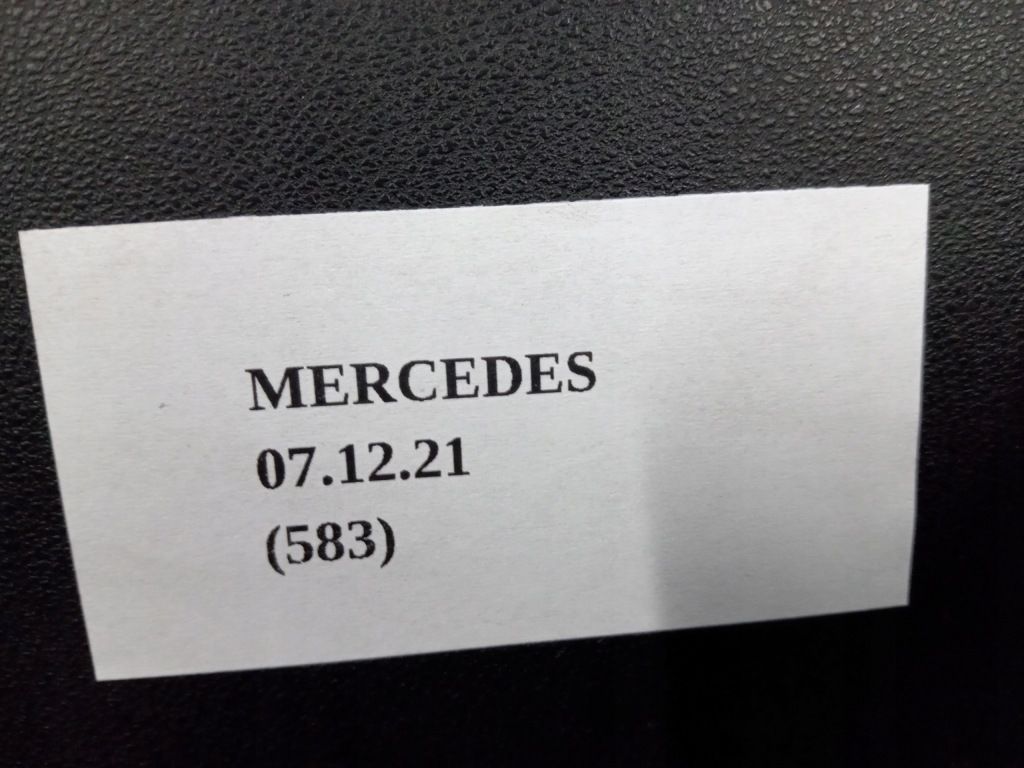 MERCEDES
07.12.21
(583)